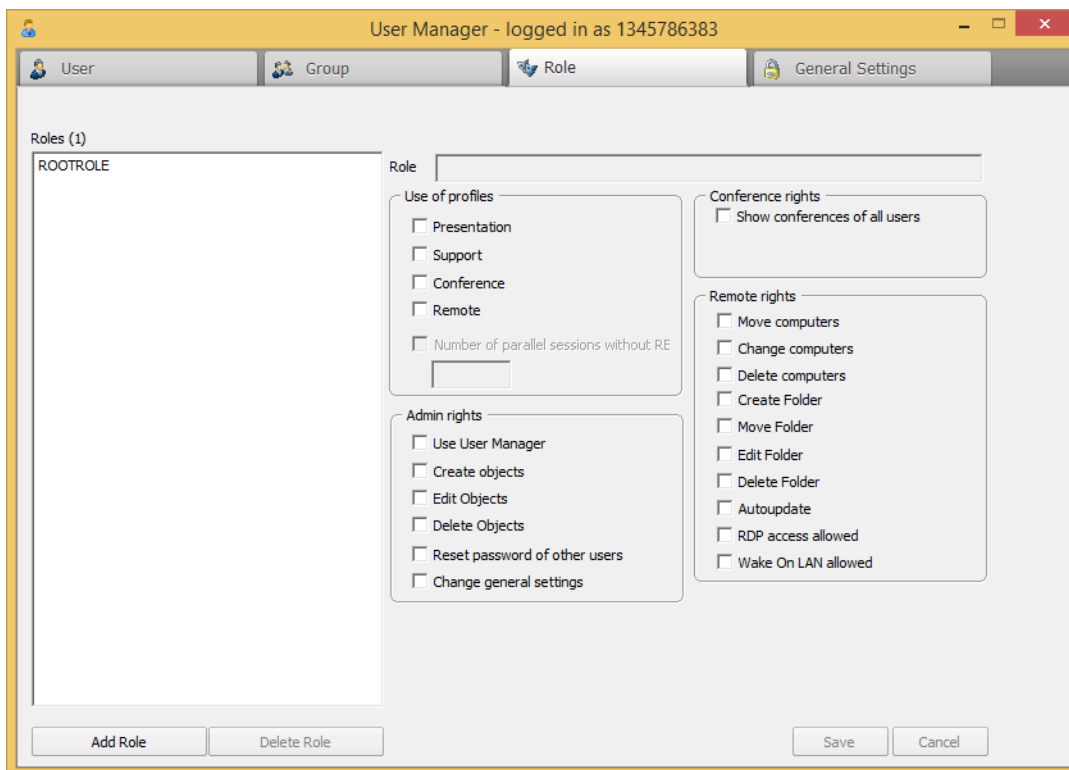 User Manager - logged in as 1345786383
User
Group
Role
General Settings
Roles (1)
ROOTROLE
Role
Use of profiles
Presentation
Support
Conference
Remote
Number of parallel sessions without RE
Admin rights
Use User Manager
Create objects
Edit Objects
Delete Objects
Reset password of other users
Change general settings
Conference rights
Show conferences of all users
Remote rights
Move computers
Change computers
Delete computers
Create Folder
Move Folder
Edit Folder
Delete Folder
Autoupdate
RDP access allowed
Wake On LAN allowed
Add Role
Delete Role
Save
Cancel